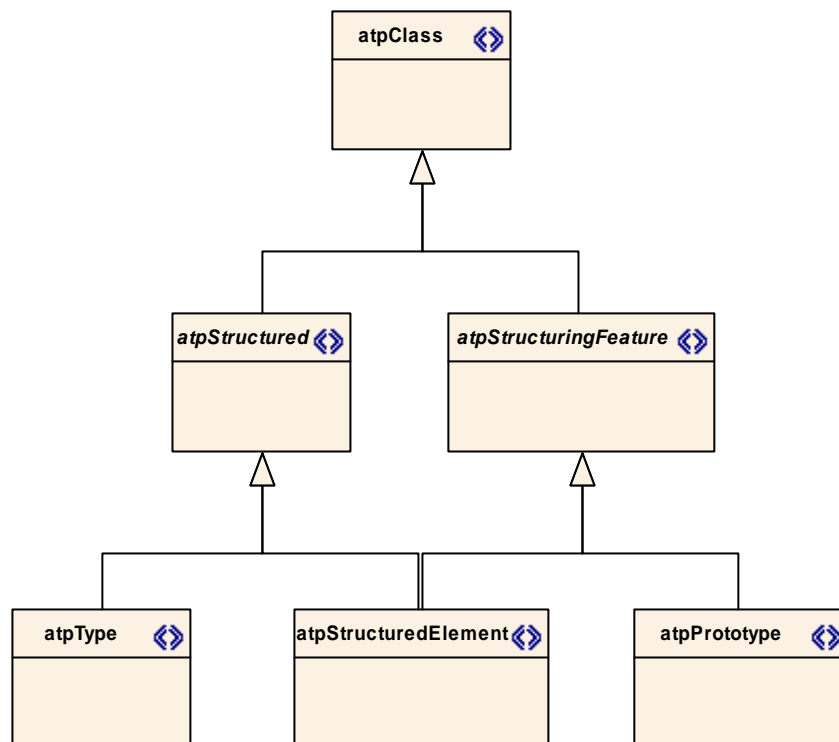 atpClass
atpStructured
atpStructuringFeature
atpType
atpStructuredElement
atpPrototype